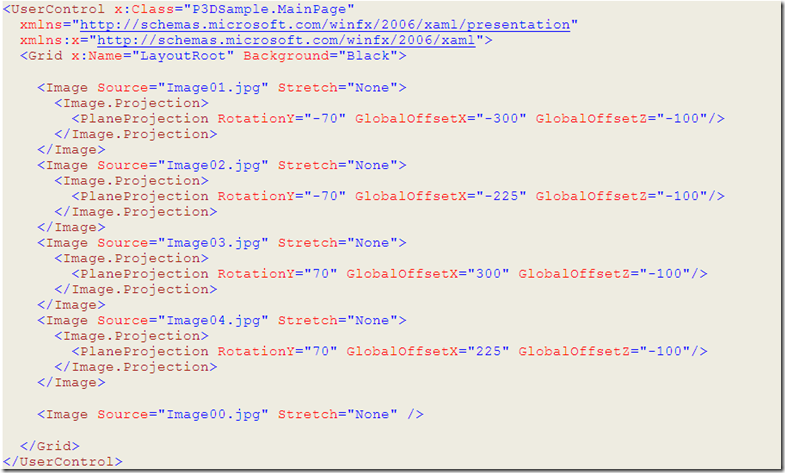 <UserControl x:Class="P3DSample.MainPage"
  xmlns="http://schemas.microsoft.com/winfx/2006/xaml/presentation"
  xmlns:x="http://schemas.microsoft.com/winfx/2006/xaml">
  <Grid x:Name="LayoutRoot" Background="Black">

    <Image Source="Image01.jpg" Stretch="None">
      <Image.Projection>
        <PlaneProjection RotationY="-70" GlobalOffsetX="-300" GlobalOffsetZ="-100"/>
      </Image.Projection>
    </Image>
    <Image Source="Image02.jpg" Stretch="None">
      <Image.Projection>
        <PlaneProjection RotationY="-70" GlobalOffsetX="-225" GlobalOffsetZ="-100"/>
      </Image.Projection>
    </Image>
    <Image Source="Image03.jpg" Stretch="None">
      <Image.Projection>
        <PlaneProjection RotationY="70" GlobalOffsetX="300" GlobalOffsetZ="-100"/>
      </Image.Projection>
    </Image>
    <Image Source="Image04.jpg" Stretch="None">
      <Image.Projection>
        <PlaneProjection RotationY="70" GlobalOffsetX="225" GlobalOffsetZ="-100"/>
      </Image.Projection>
    </Image>

    <Image Source="Image00.jpg" Stretch="None" />

  </Grid>
</UserControl>